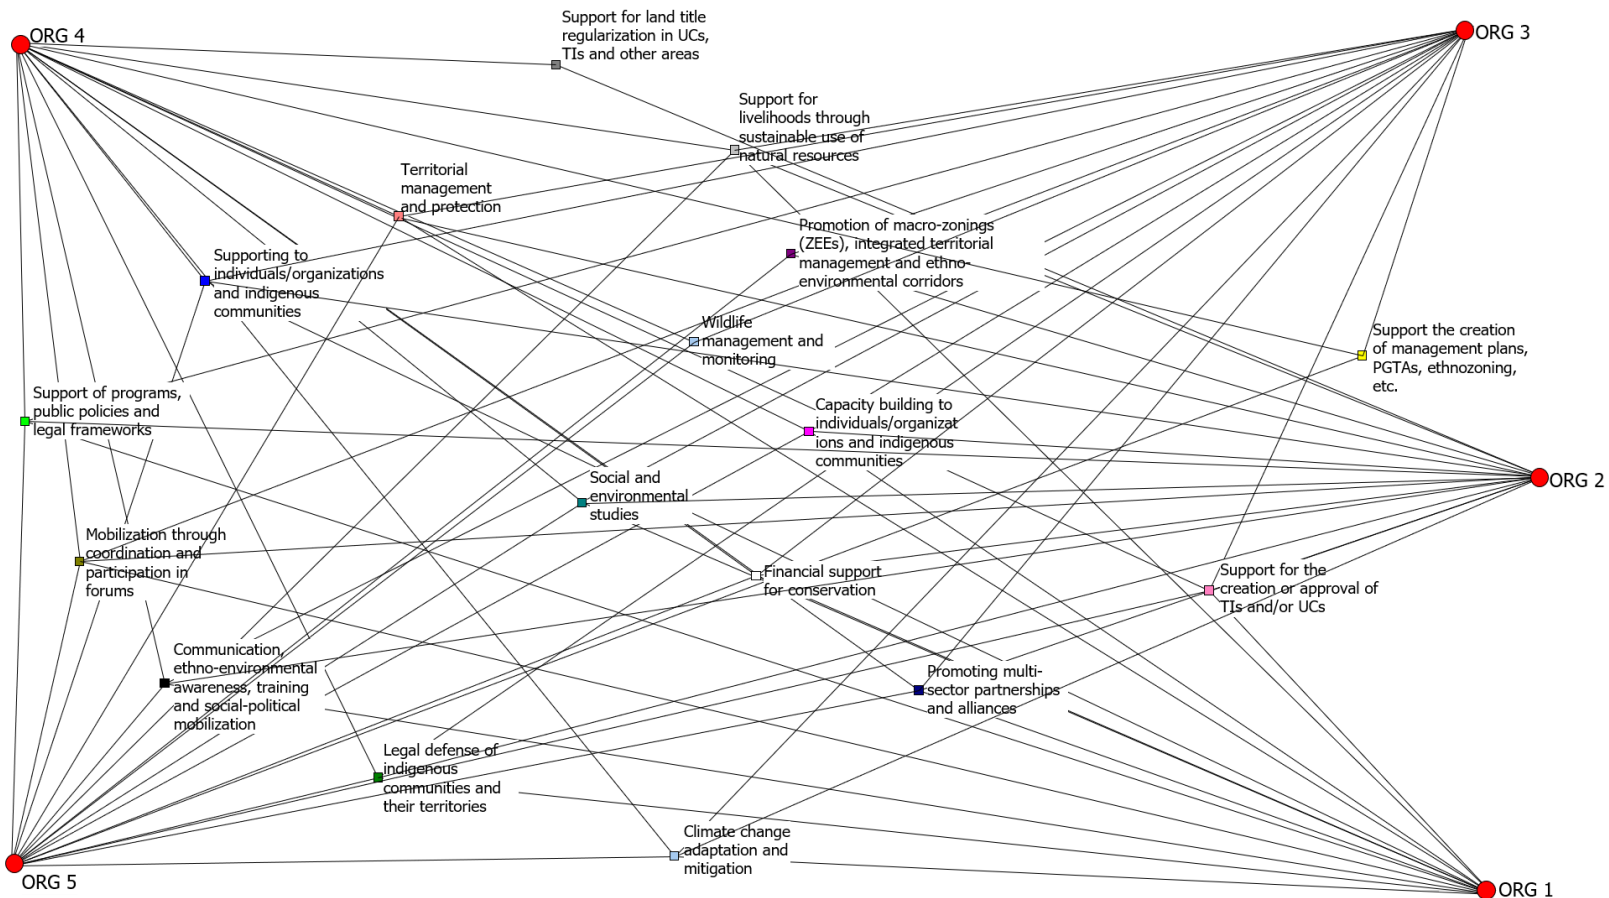 Support for land title
regularization in UCs,
TIs and other areas
ORG 4
ORG 3
Support for
livelihoods through
sustainable use of
natural resources
Territorial
management
and protection
Promotion of macro-zonings
(ZEEs), integrated territorial
management and ethno-
environmental corridors
Supporting to
individuals/organizations
and indigenous
communities
Wildlife
management and
monitoring
Support the creation
of management plans,
PGTAs, ethnozoning,
etc.
Support of programs,
public policies and
legal frameworks
Capacity building to
individuals/organizat
ions and indigenous
communities
Social and
environmental
studies
ORG 2
Mobilization through
coordination and
participation in
forums
Financial support
for conservation
Support for the
creation or approval of
TIs and/or UCs
Communication,
ethno-environmental
awareness, training
and social-political
mobilization
Promoting multi-
sector partnerships
and alliances
Legal defense of
indigenous
communities and
their territories
Climate change
adaptation and
mitigation
ORG 5
ORG 1